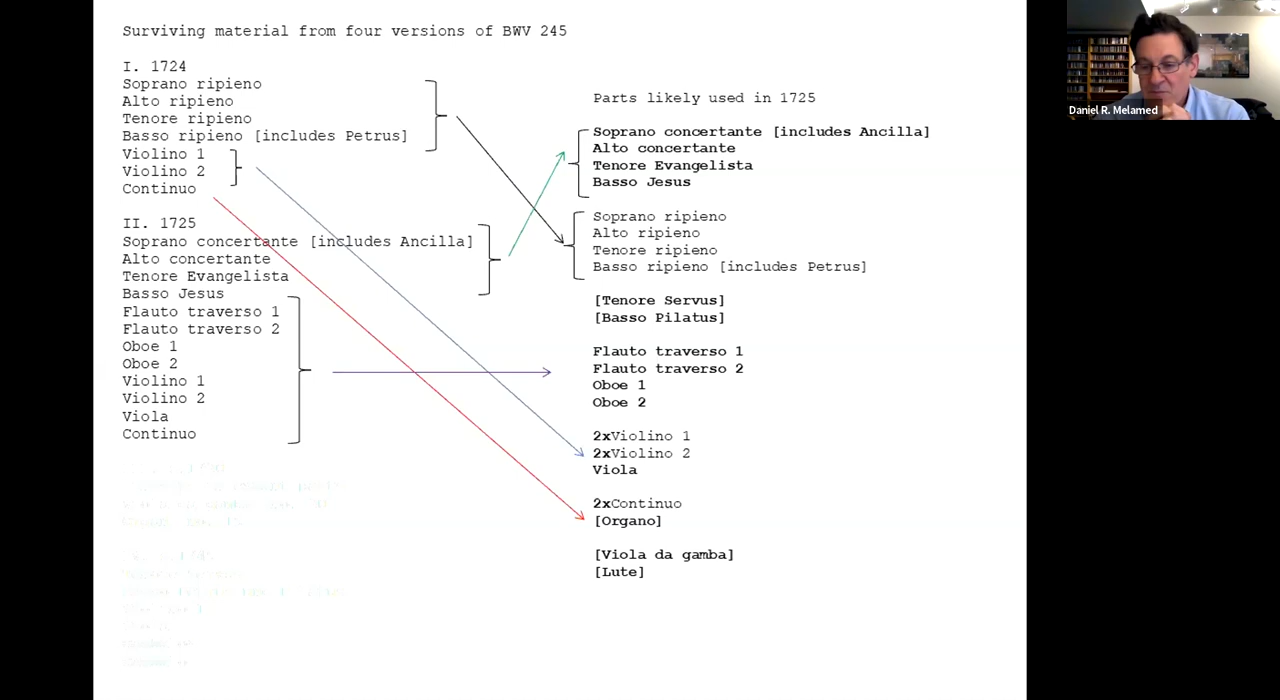 Surviving material from four versions of BWV 245
I. 1724
Soprano ripieno
Alto ripieno
Tenore ripieno
Basso ripieno [includes Petrus]
Violino 1
Violino 2
Continuo
II. 1725
Soprano concertante [includes Ancilla]
Alto concertante
Tenore Evangelista
Basso Jesus
Flauto traverso 1
Flauto traverso 2
Oboe 1
Oboe 2
Violino 1
Violino 2
Viola
Continuo
Parts likely used in 1725
Soprano concertante [includes Ancilla]
Alto concertante
Tenore Evangelista
Basso Jesus
Soprano ripieno
Alto ripieno
Tenore ripieno
Basso ripieno [includes Petrus]
[Tenore Servus]
[Basso Pilatus]
Flauto traverso 1
Flauto traverso 2
Oboe 1
Oboe 2
2xViolino 1
2xViolino 2
Viola
2xContinuo
[Organo]
[Viola da gamba]
[Lute]
Daniel R. Melamed